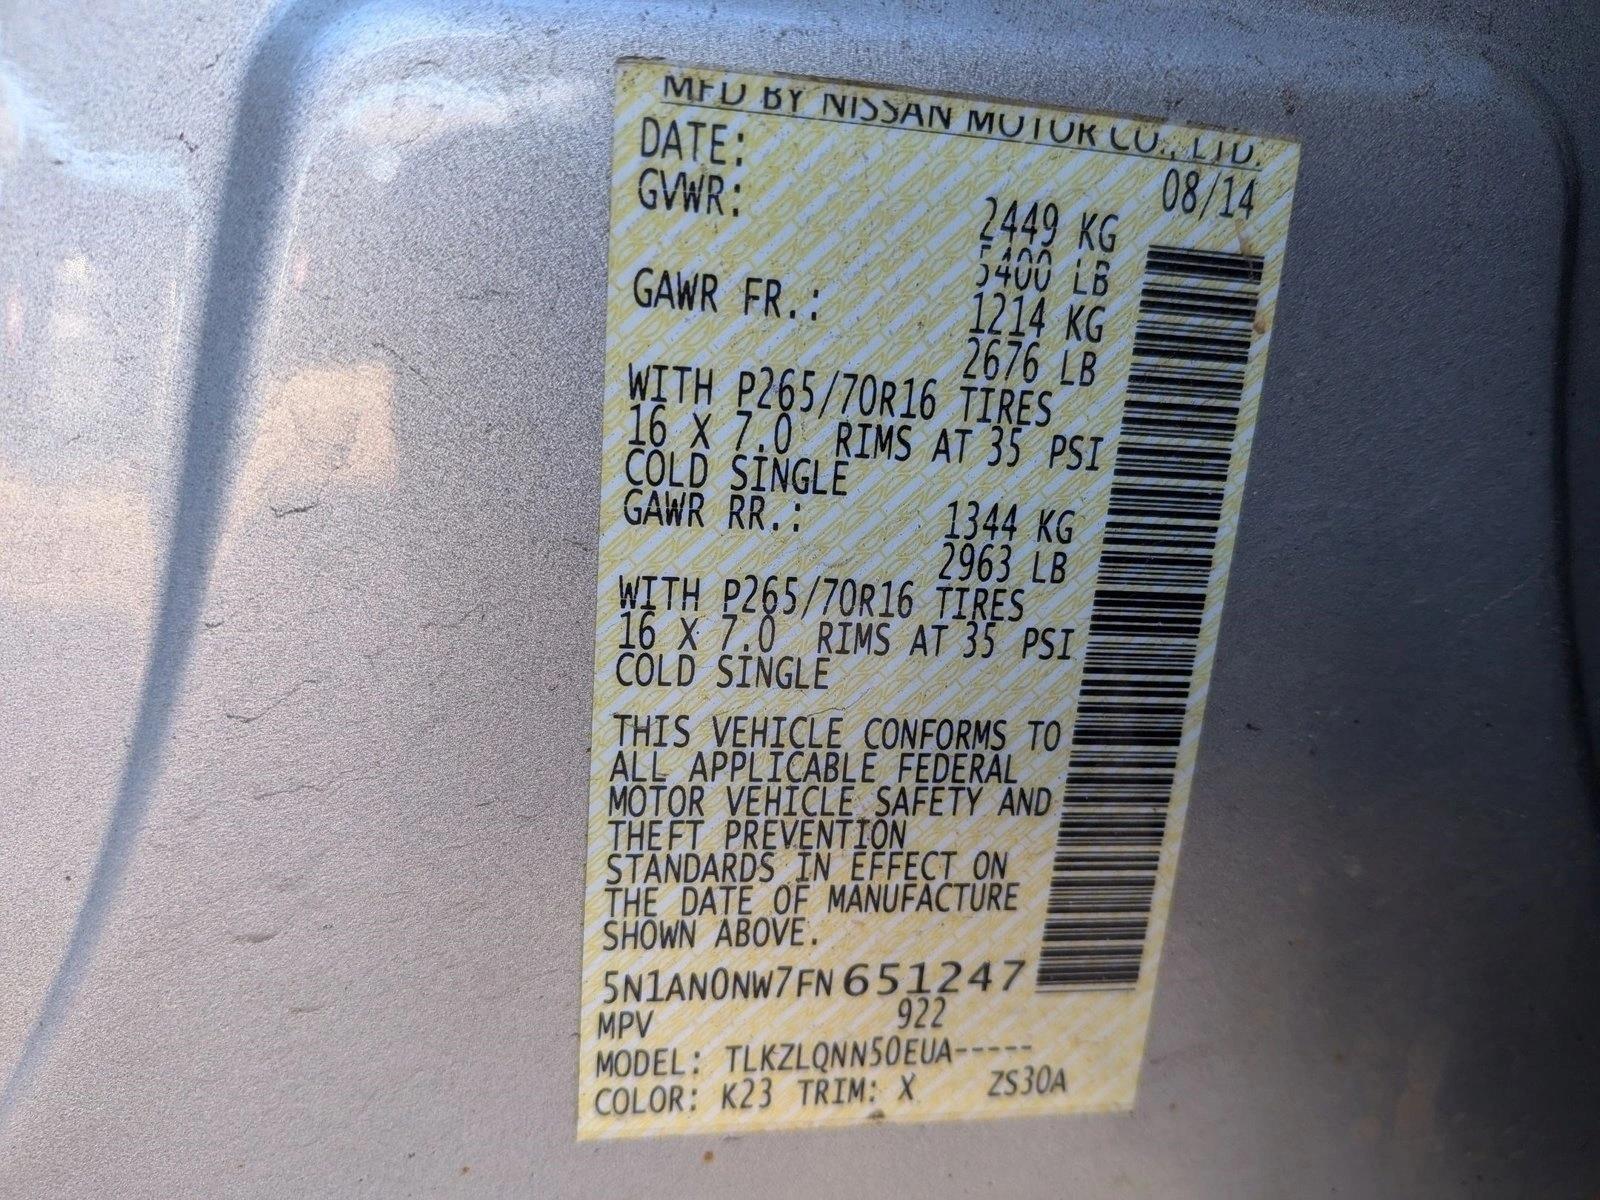 MFD BY NISSAN MOTOR CO., LTD.
DATE: 08/14
GVWR: 2449 KG
5400 LB
GAWR FR.: 1214 KG
2676 LB
WITH P265/70R16 TIRES
16 X 7.0 RIMS AT 35 PSI
COLD SINGLE
GAWR RR.: 1344 KG
2963 LB
WITH P265/70R16 TIRES
16 X 7.0 RIMS AT 35 PSI
COLD SINGLE
THIS VEHICLE CONFORMS TO
ALL APPLICABLE FEDERAL
MOTOR VEHICLE SAFETY AND
THEFT PREVENTION
STANDARDS IN EFFECT ON
THE DATE OF MANUFACTURE
SHOWN ABOVE.
5N1AN0NW7FN651247
MPV 922
MODEL: TLKZLQNN50EUA-----
COLOR: K23 TRIM: X ZS30A